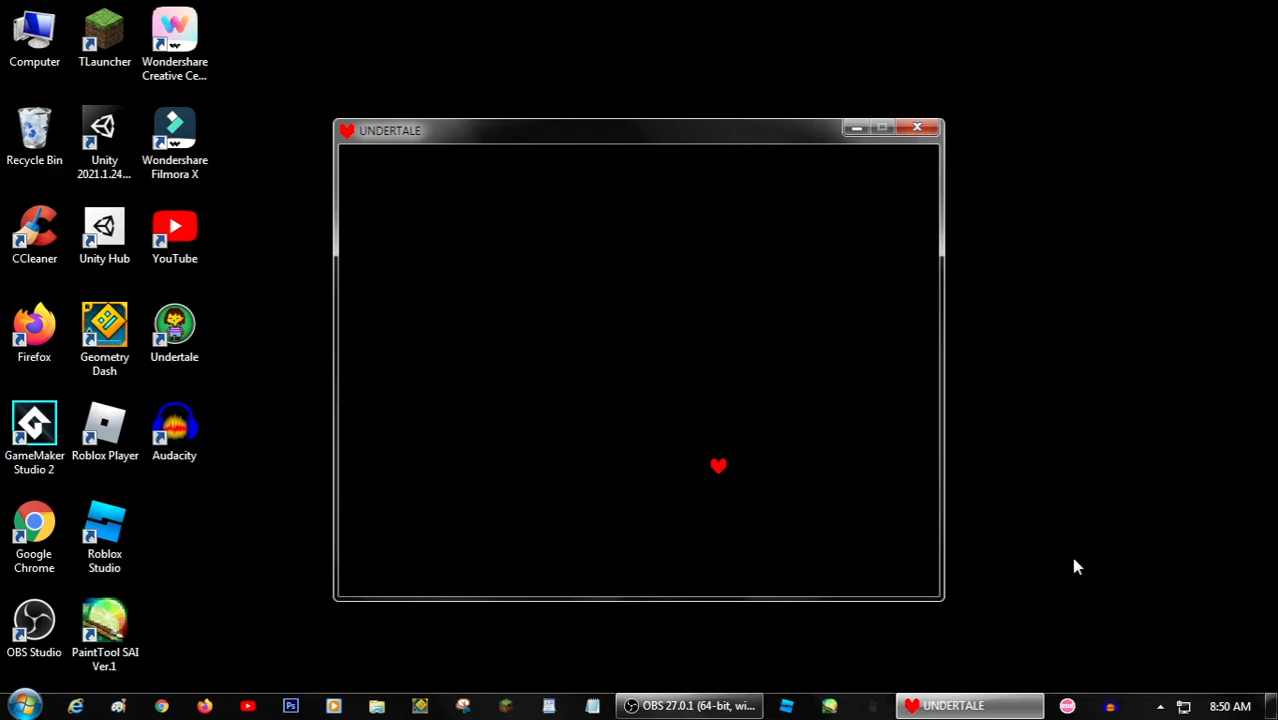 Computer
TLauncher
Wondershare
Creative Ce...
Recycle Bin
Unity
2021.1.24...
Wondershare
Filmora X
CCleaner
Unity Hub
YouTube
Firefox
Geometry
Dash
Undertale
GameMaker
Studio 2
Roblox Player
Audacity
Google
Chrome
Roblox
Studio
OBS Studio
PaintTool SAI
Ver.1
UNDERTALE
OBS 27.0.1 (64-bit, wi...
UNDERTALE
8:50 AM